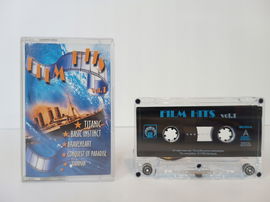 FILM HITS
vol.1
TITANIC
BASIC INSTINCT
BRAVEHEART
CONQUEST OF PARADISE
FILM HITS vol.1
A